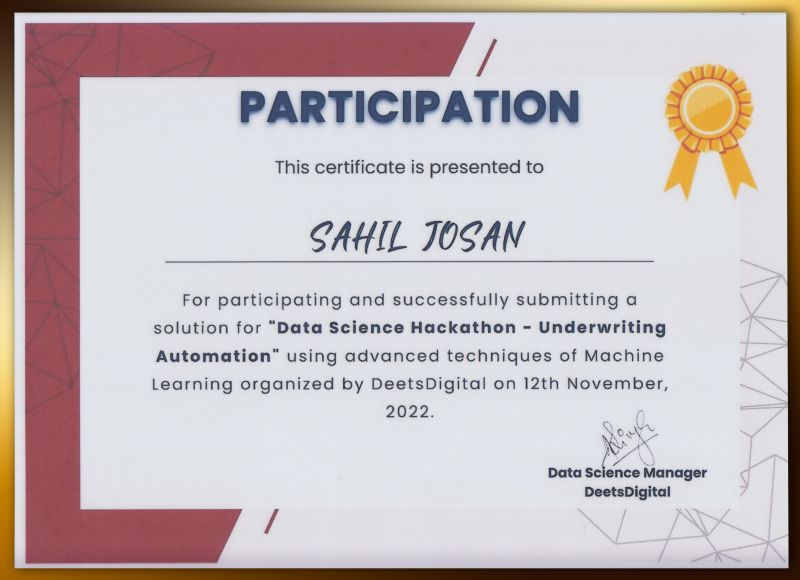 PARTICIPATION
This certificate is presented to
SAHIL JOSAN
For participating and successfully submitting a
solution for "Data Science Hackathon - Underwriting
Automation" using advanced techniques of Machine
Learning organized by DeetsDigital on 12th November,
2022.
Data Science Manager
DeetsDigital